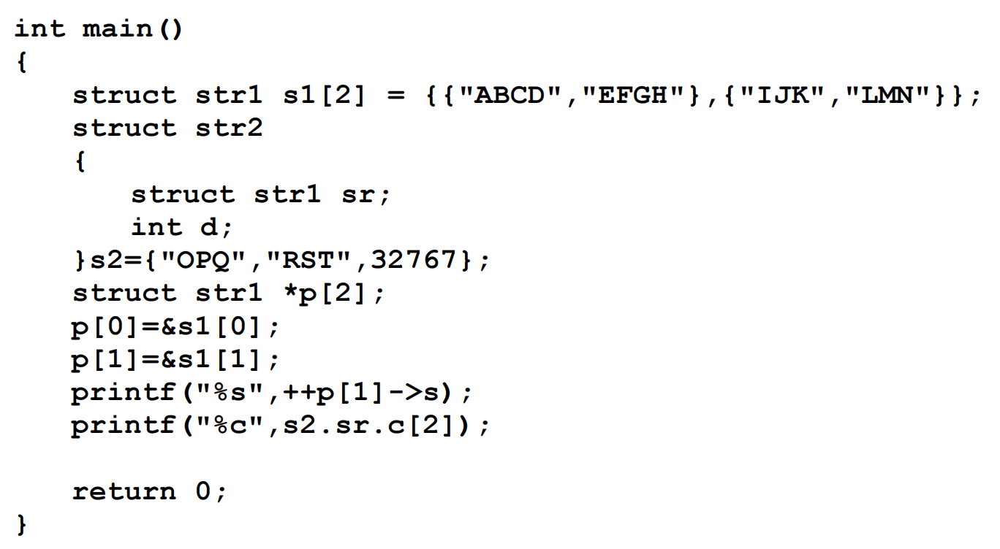 int main()
{
    struct str1 s1[2] = {{"ABCD","EFGH"},{"IJK","LMN"}};
    struct str2
    {
        struct str1 sr;
        int d;
    }s2={"OPQ","RST",32767};
    struct str1 *p[2];
    p[0]=&s1[0];
    p[1]=&s1[1];
    printf("%s",++p[1]->s);
    printf("%c",s2.sr.c[2]);
    return 0;
}